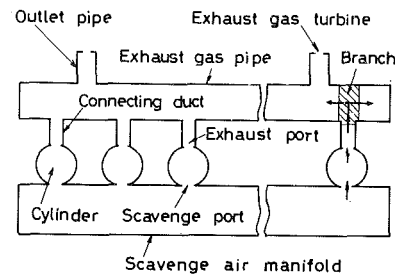 Outlet pipe
Exhaust gas turbine
Exhaust gas pipe
Branch
Connecting duct
Exhaust port
Cylinder
Scavenge port
Scavenge air manifold